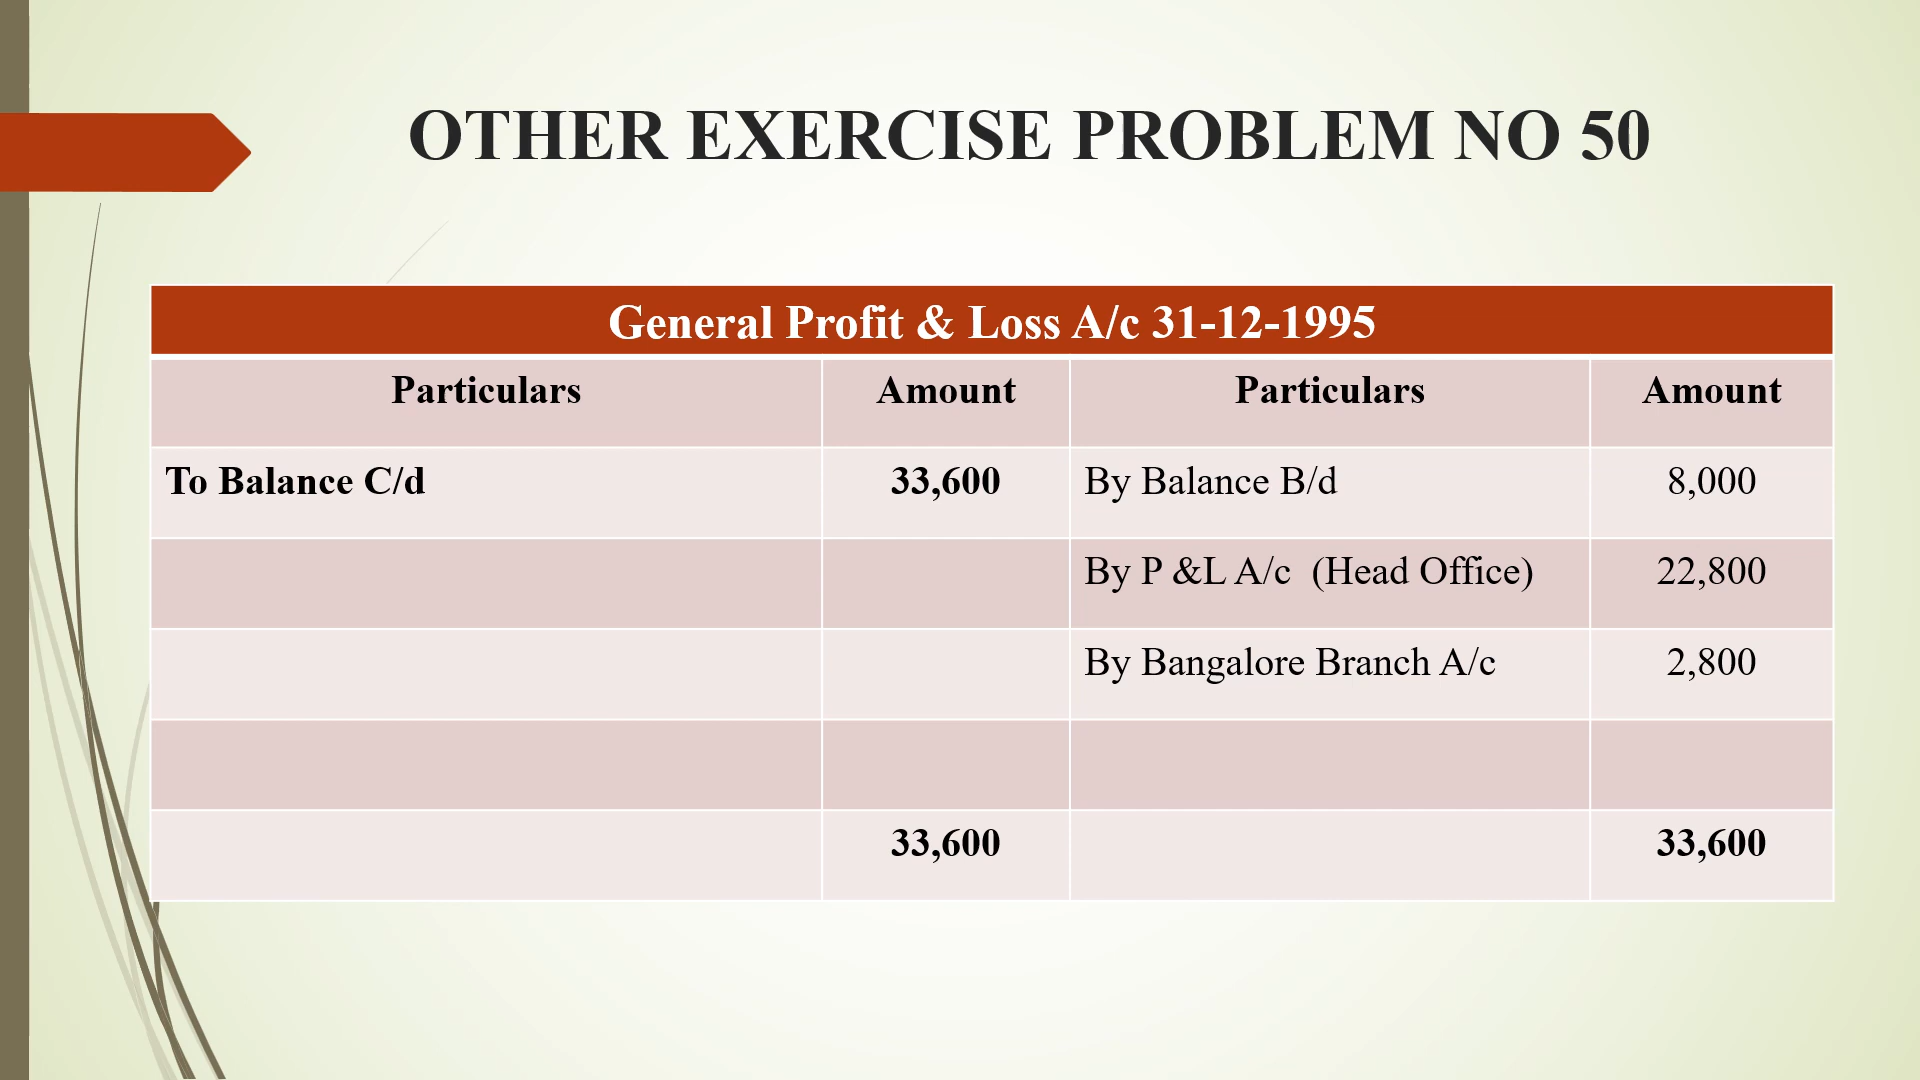 OTHER EXERCISE PROBLEM NO 50
General Profit & Loss A/c 31-12-1995
Particulars Amount Particulars Amount
To Balance C/d 33,600 By Balance B/d 8,000
By P &L A/c (Head Office) 22,800
By Bangalore Branch A/c 2,800
33,600 33,600